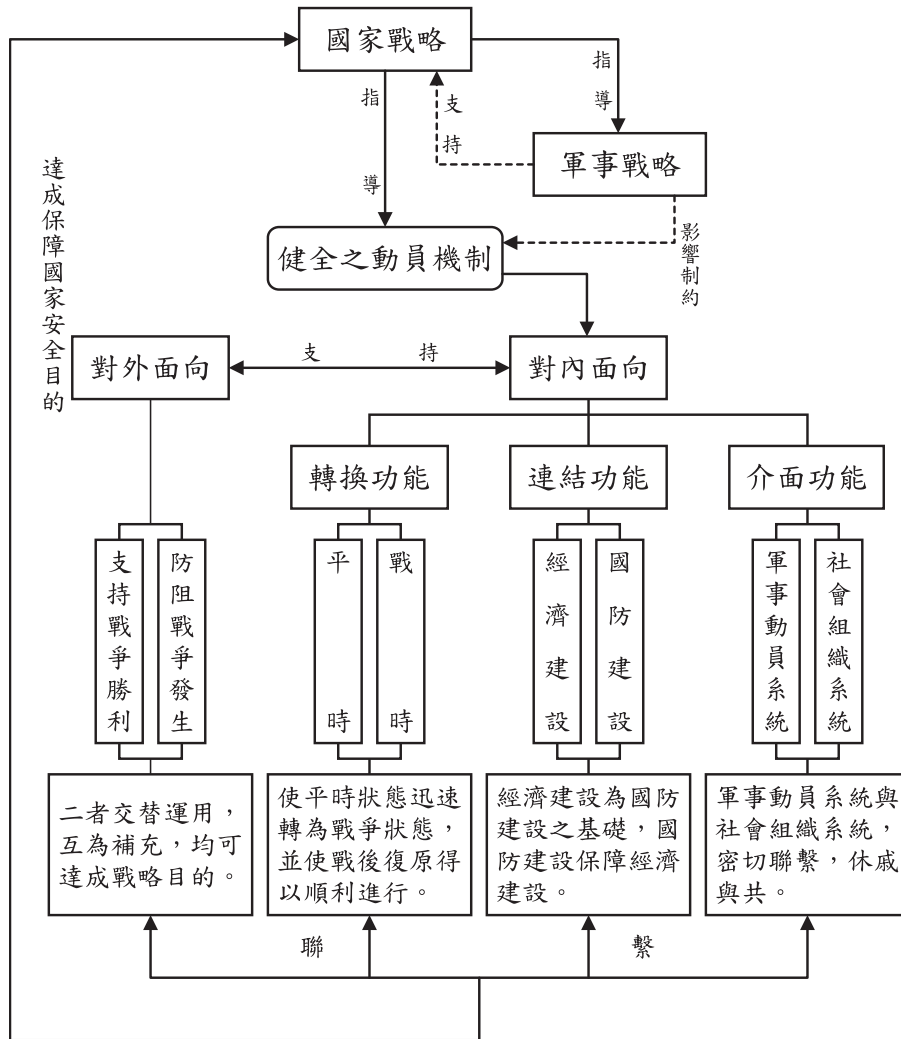 國家戰略
指導
支持
指導
軍事戰略
影響制約
健全之動員機制
達成保障國家安全目的
對外面向
支持
對內面向
轉換功能
連結功能
介面功能
支持戰爭勝利
防阻戰爭發生
平時
戰時
經濟建設
國防建設
軍事動員系統
社會組織系統
二者交替運用，
互為補充，均可
達成戰略目的。
使平時狀態迅速
轉為戰爭狀態，
並使戰後復原得
以順利進行。
經濟建設為國防
建設之基礎，國
防建設保障經濟
建設。
軍事動員系統與
社會組織系統，
密切聯繫，休戚
與共。
聯繫